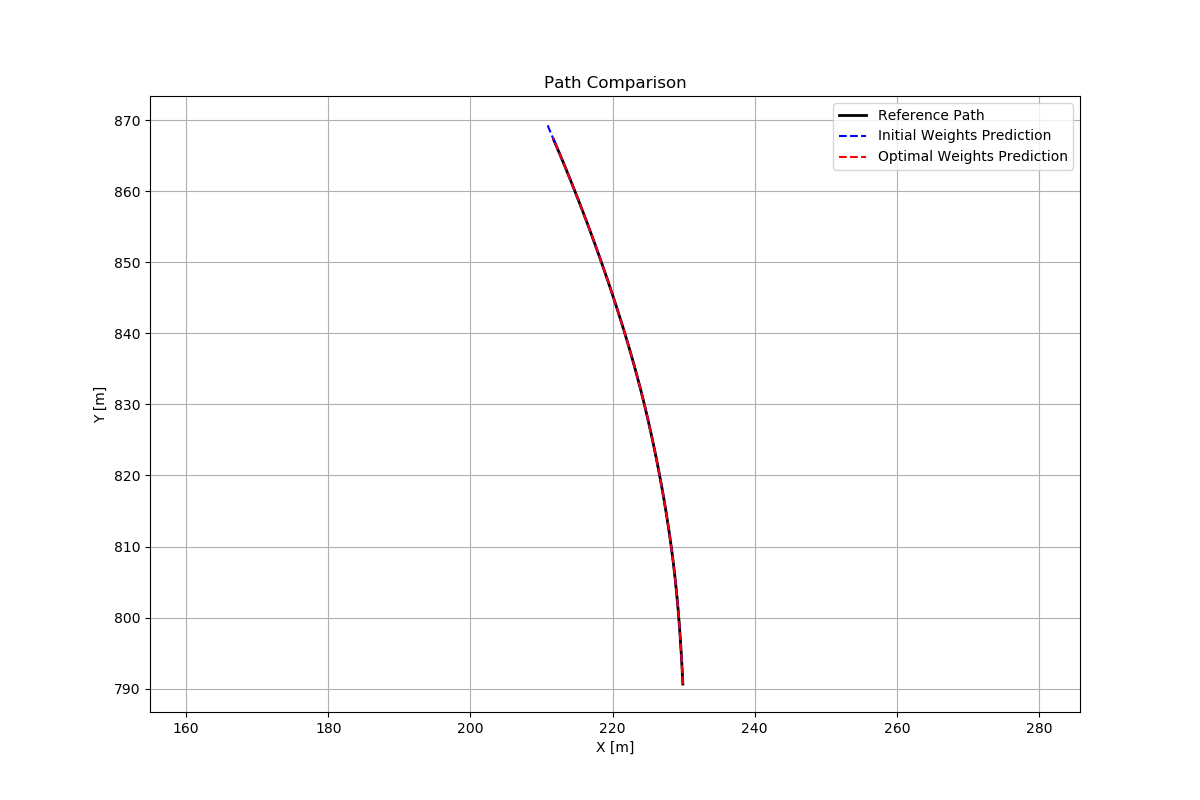 Path Comparison
Reference Path
Initial Weights Prediction
Optimal Weights Prediction
870
860
850
840
830
820
810
800
790
Y [m]
160 180 200 220 240 260 280
X [m]